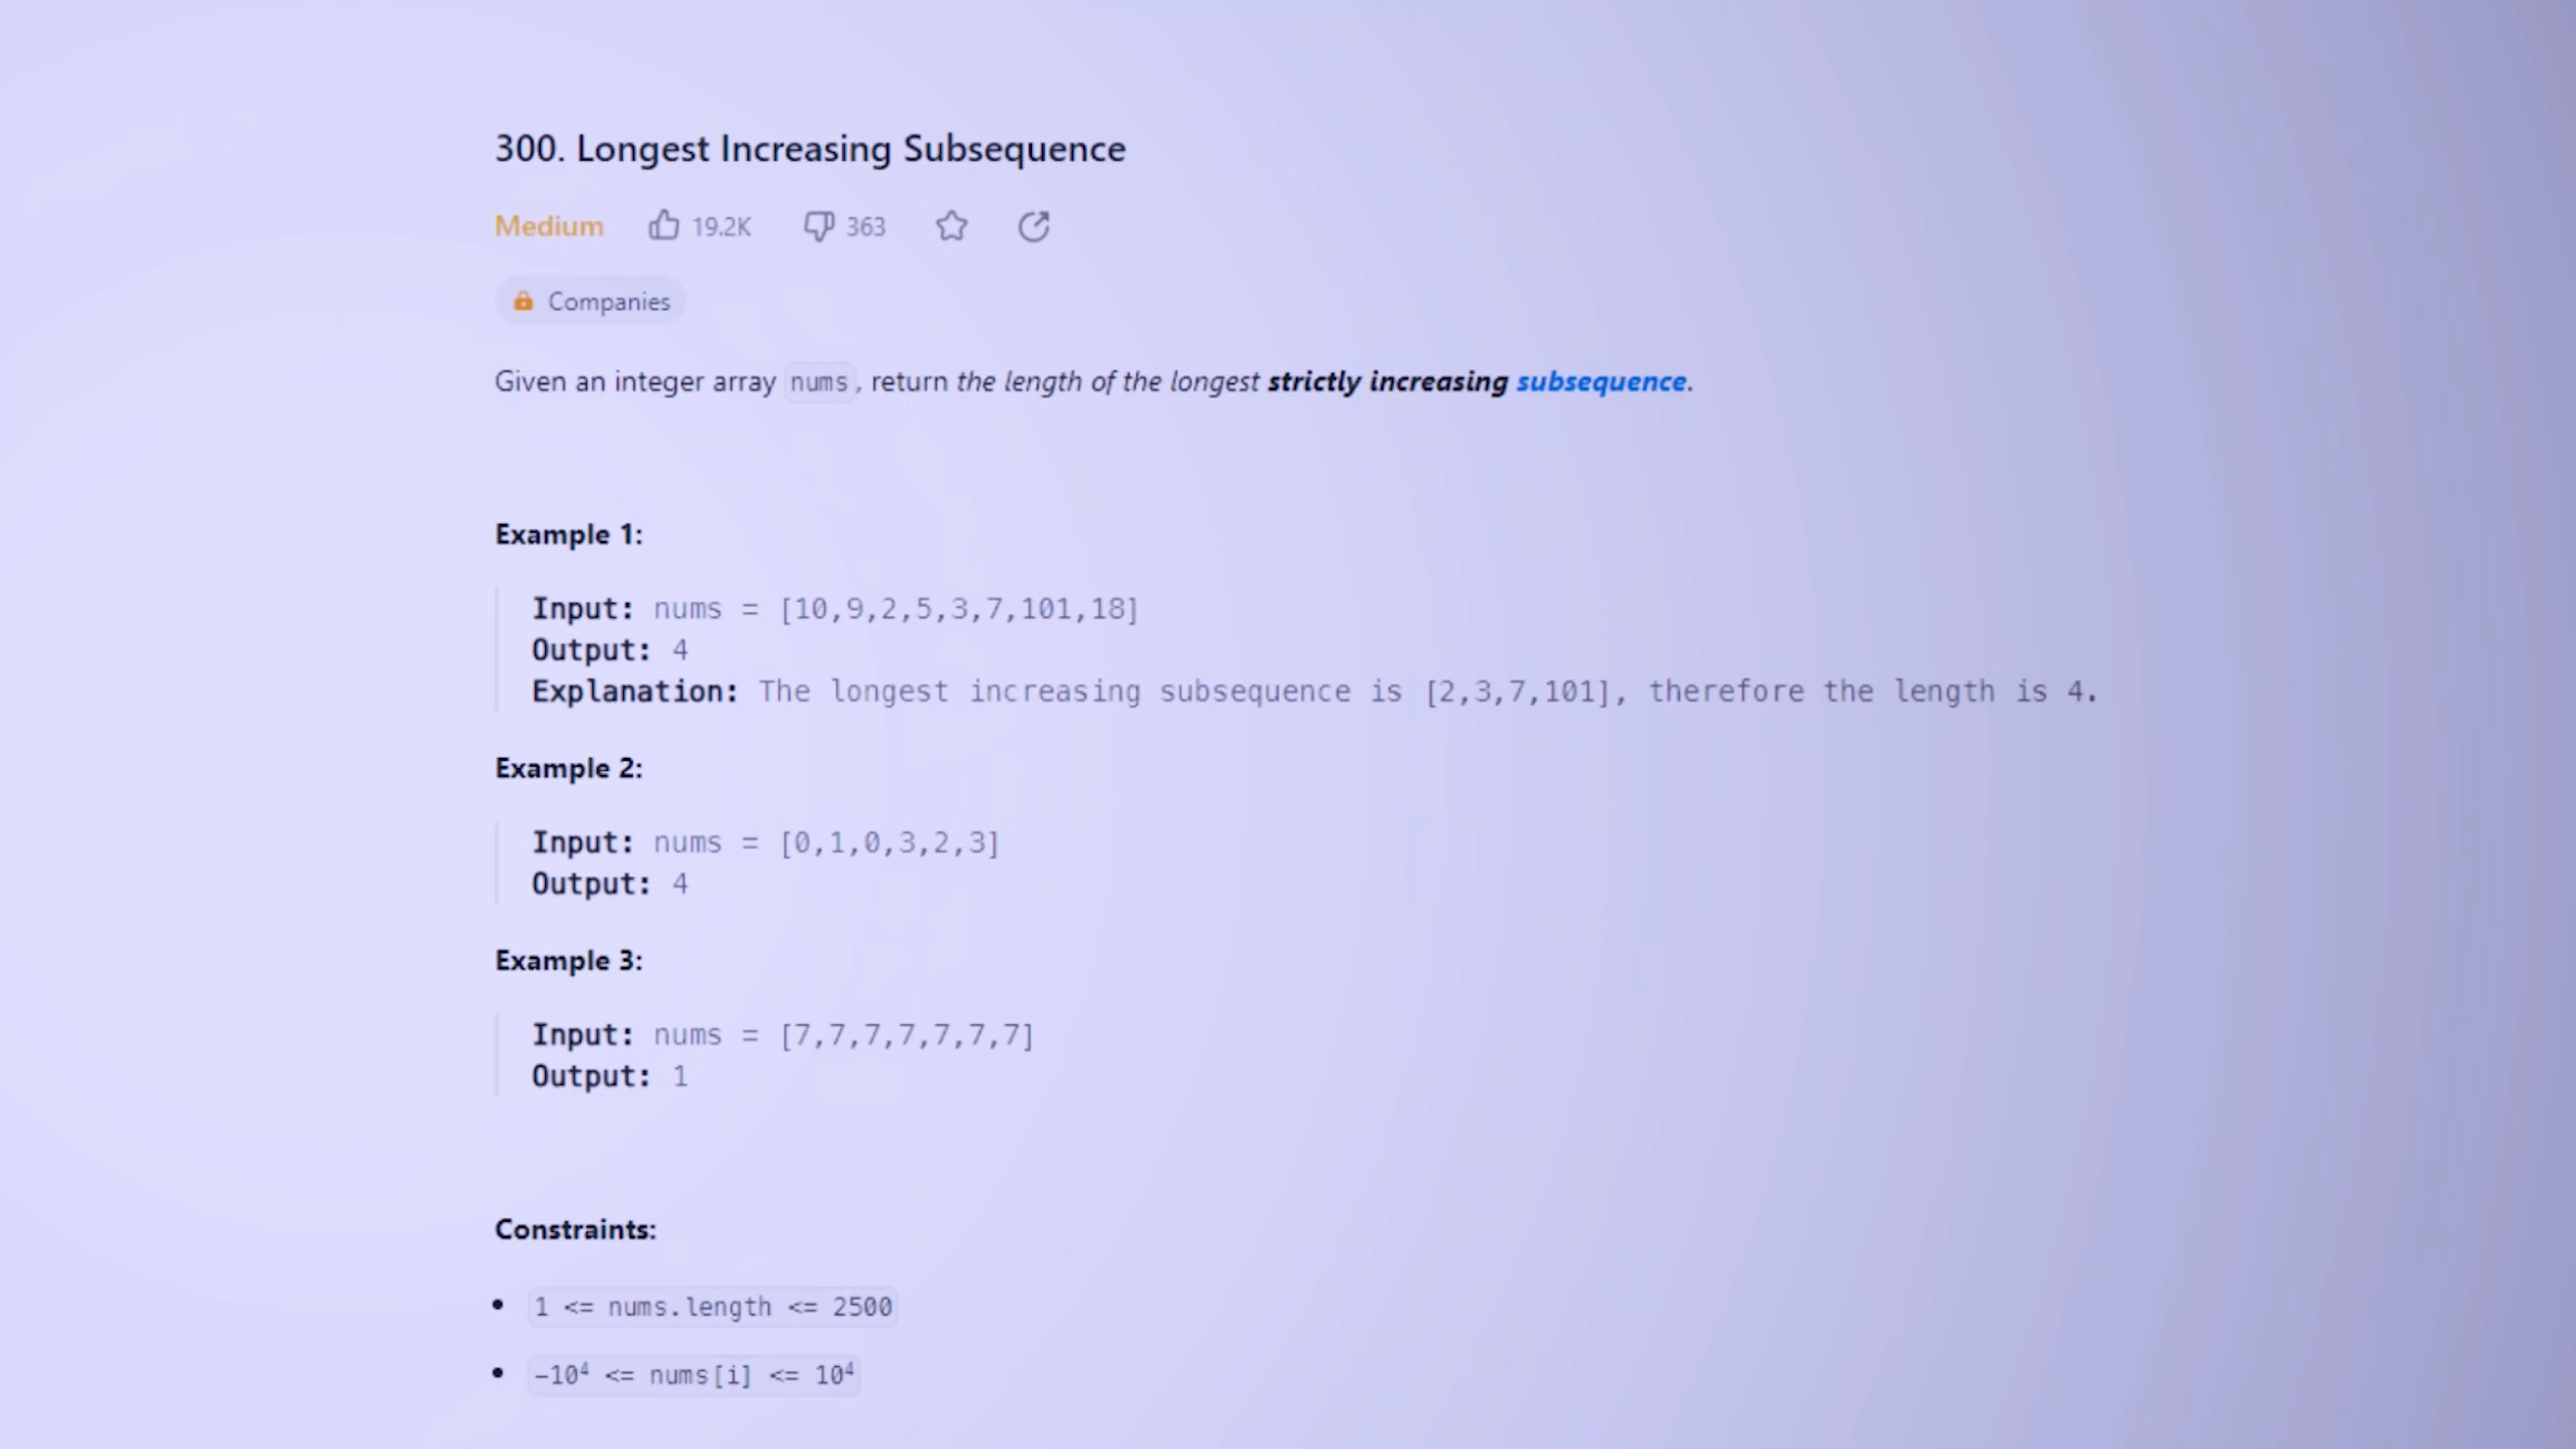 300. Longest Increasing Subsequence
Medium 19.2K 363
Companies
Given an integer array nums, return the length of the longest strictly increasing subsequence.
Example 1:
Input: nums = [10,9,2,5,3,7,101,18]
Output: 4
Explanation: The longest increasing subsequence is [2,3,7,101], therefore the length is 4.
Example 2:
Input: nums = [0,1,0,3,2,3]
Output: 4
Example 3:
Input: nums = [7,7,7,7,7,7,7]
Output: 1
Constraints:
• 1 <= nums.length <= 2500
• -10⁴ <= nums[i] <= 10⁴